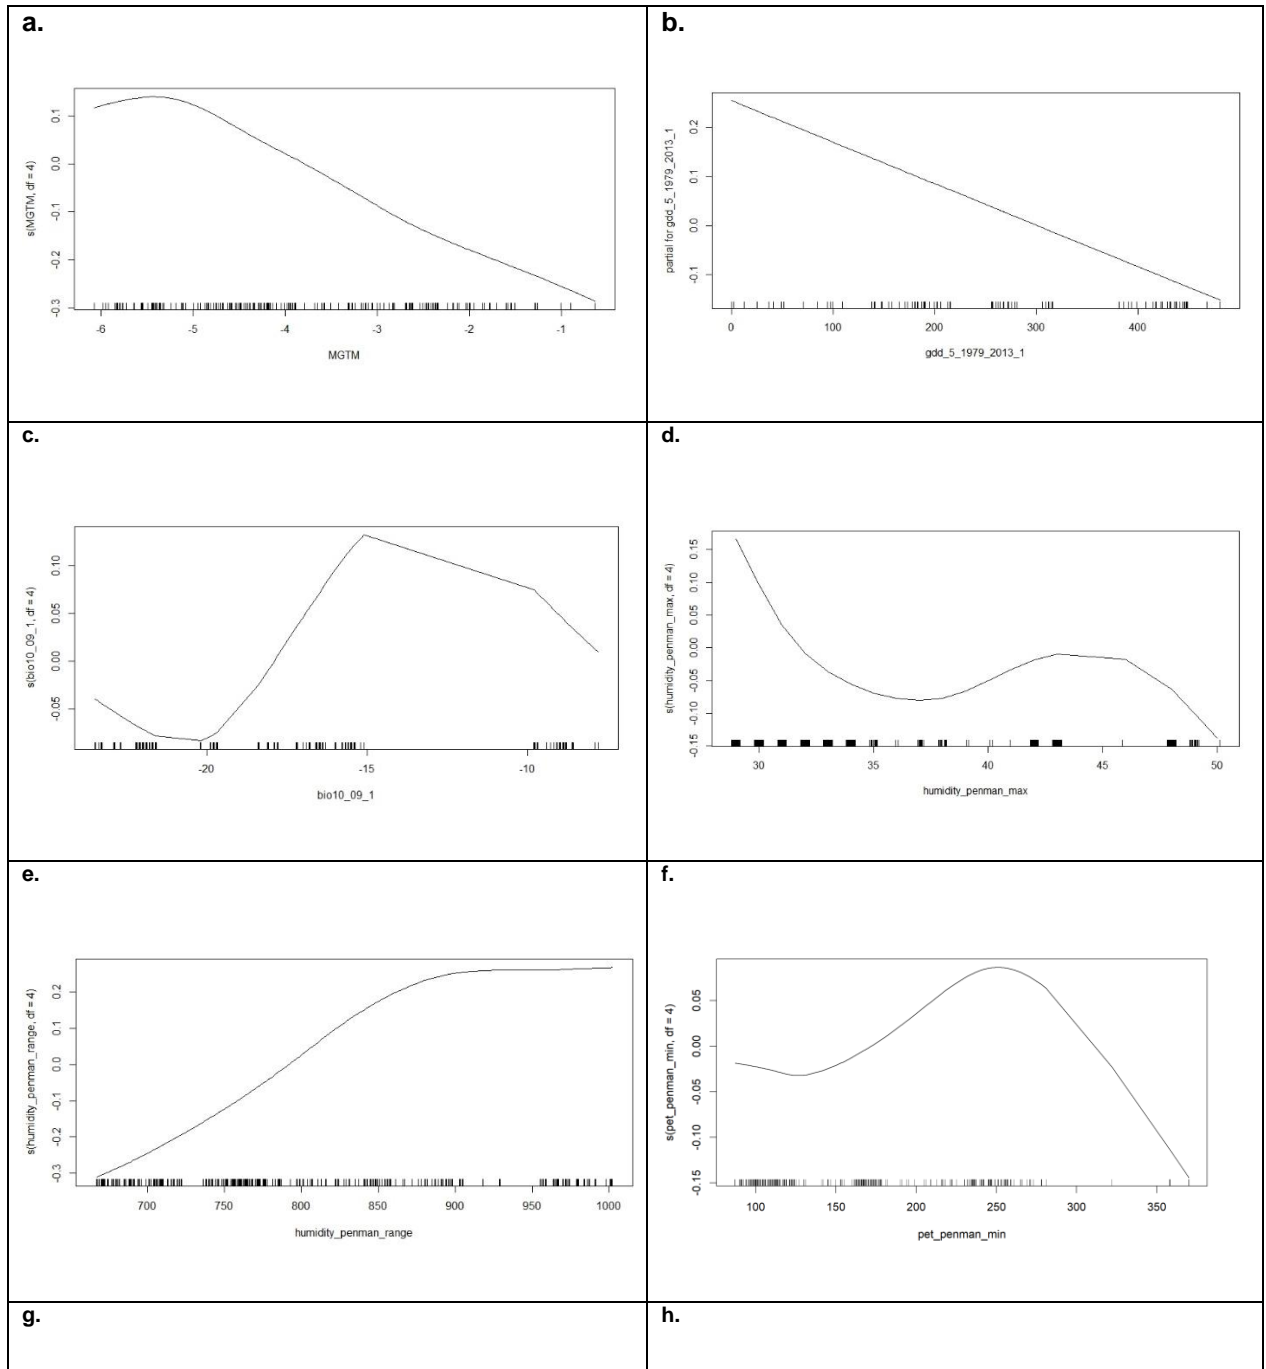 a.
s(MGTM, df = 4)
0.1
0.0
-0.1
-0.2
-0.3
-6 -5 -4 -3 -2 -1
MGTM
b.
partial for gdd_5_1979_2013_1
0.2
0.1
0.0
-0.1
0 100 200 300 400
gdd_5_1979_2013_1
c.
s(bio10_09_1, df = 4)
0.10
0.05
0.00
-0.05
-20 -15 -10
bio10_09_1
d.
s(humidity_penman_max, df = 4)
0.15
0.10
0.05
0.00
-0.05
-0.10
-0.15
30 35 40 45 50
humidity_penman_max
e.
s(humidity_penman_range, df = 4)
0.2
0.1
0.0
-0.1
-0.2
-0.3
700 750 800 850 900 950 1000
humidity_penman_range
f.
s(pet_penman_min, df = 4)
0.05
0.00
-0.05
-0.10
-0.15
100 150 200 250 300 350
pet_penman_min
g.
h.